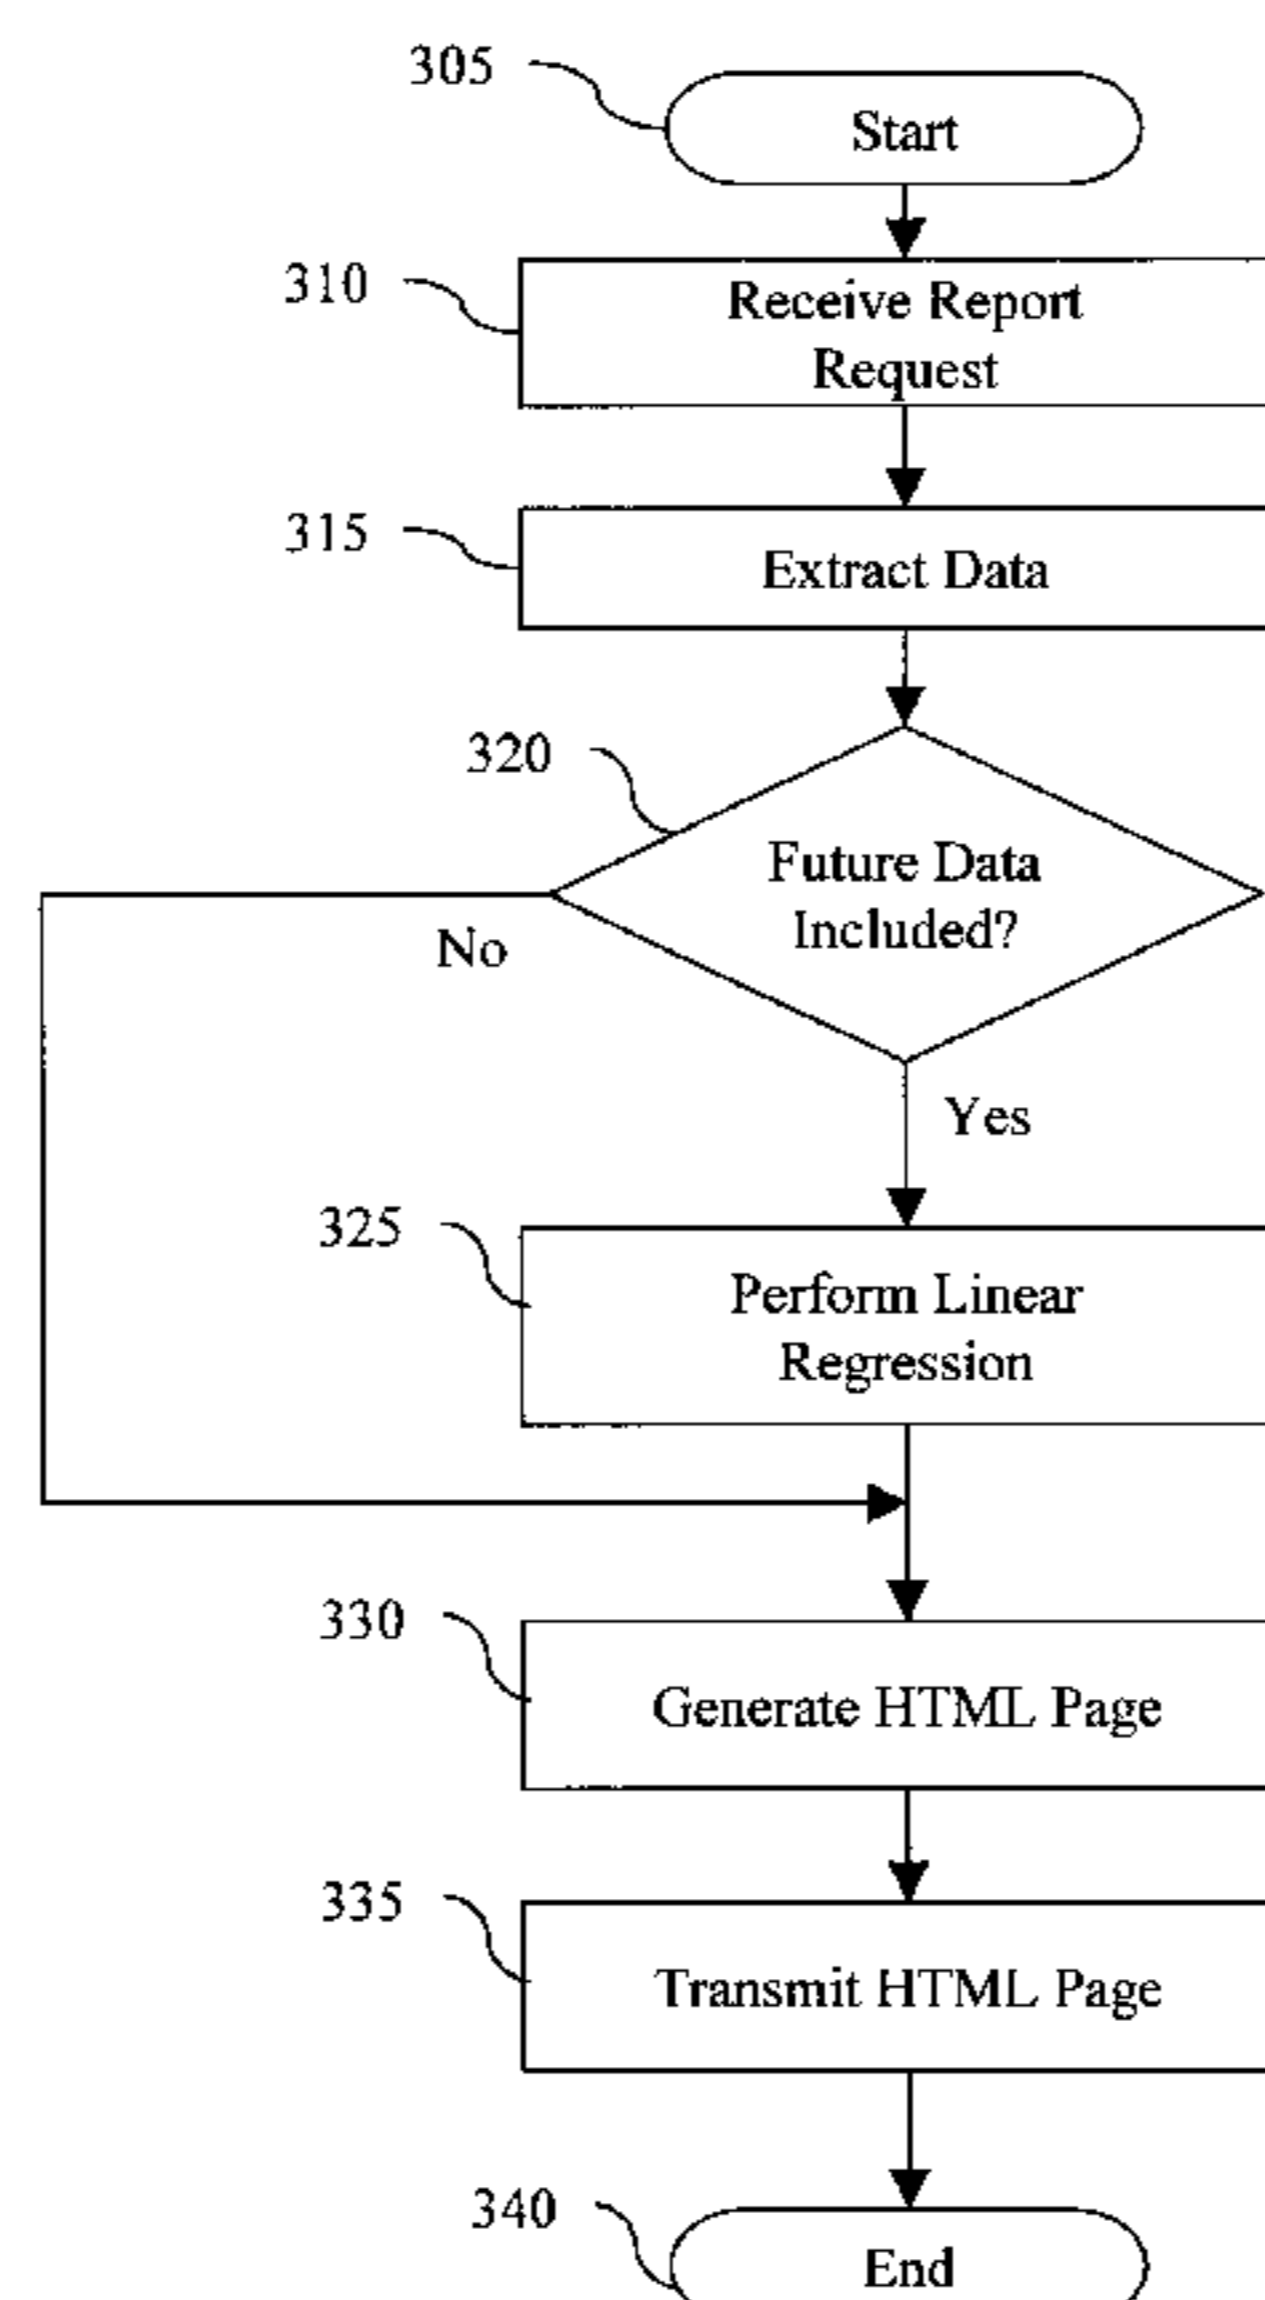 305
Start
310
Receive Report
Request
315
Extract Data
320
Future Data
Included?
No
Yes
325
Perform Linear
Regression
330
Generate HTML Page
335
Transmit HTML Page
340
End